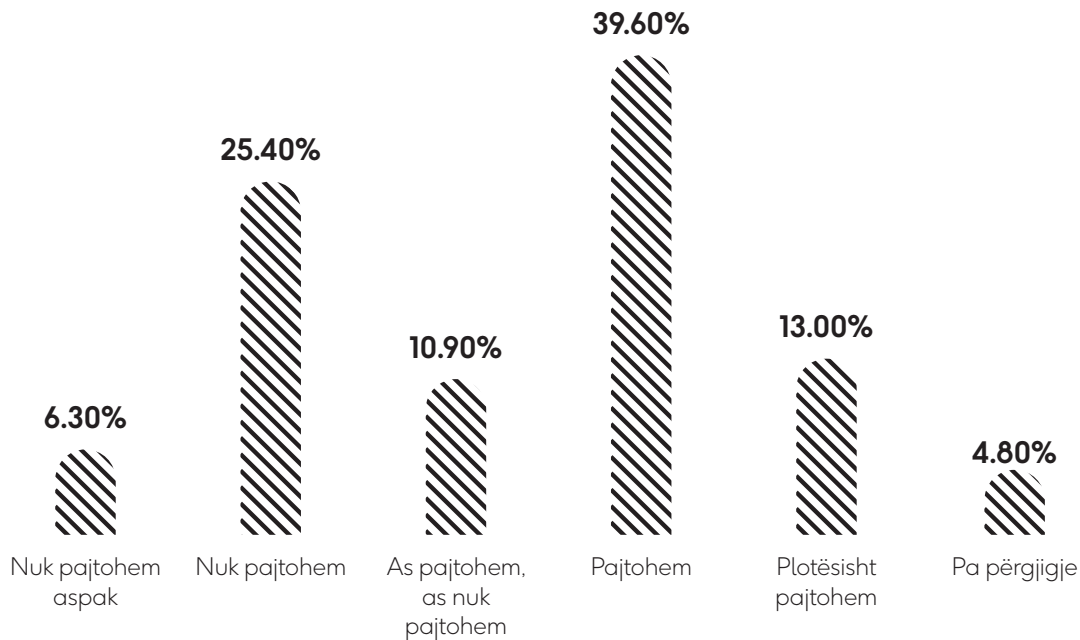 39.60%
25.40%
13.00%
10.90%
6.30%
4.80%
Nuk pajtohem
aspak
Nuk pajtohem
As pajtohem,
as nuk
pajtohem
Pajtohem
Plotësisht
pajtohem
Pa përgjigje